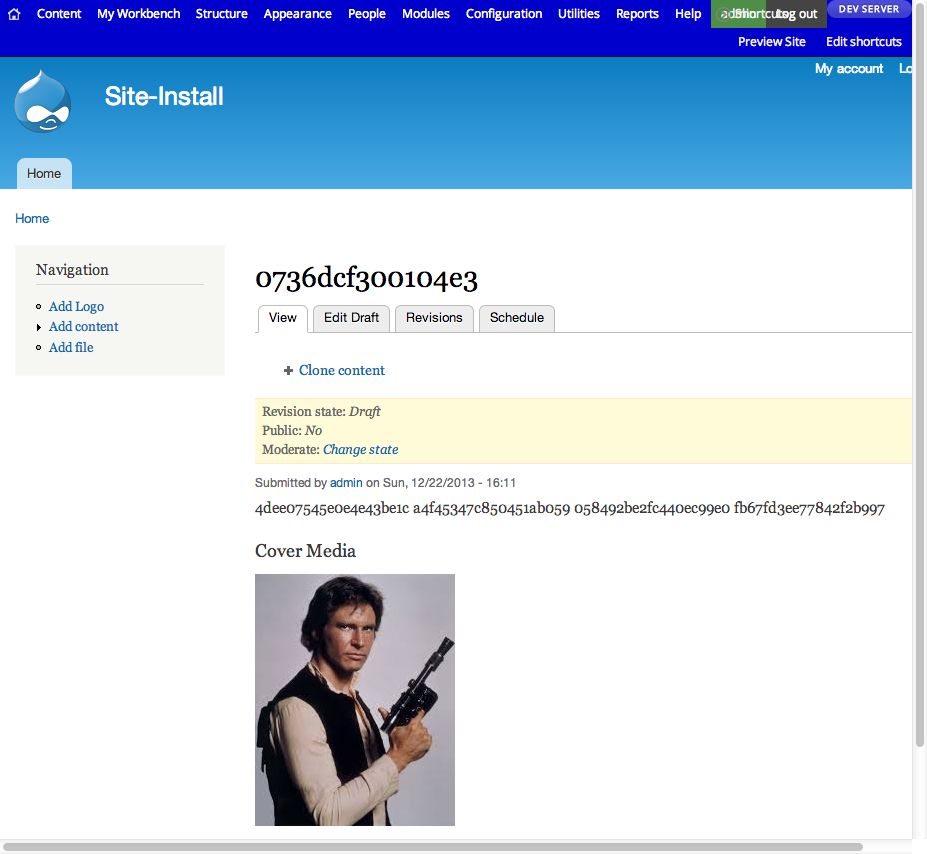 Content My Workbench Structure Appearance People Modules Configuration Utilities Reports Help admin Shortcuts Log out DEV SERVER
Preview Site Edit shortcuts
My account Lo
Site-Install
Home
Home
Navigation
Add Logo
Add content
Add file
0736dcf300104e3
View Edit Draft Revisions Schedule
Clone content
Revision state: Draft
Public: No
Moderate: Change state
Submitted by admin on Sun, 12/22/2013 - 16:11
4dee07545e0e4e43be1c a4f45347c850451ab059 058492be2fc440ec99e0 fb67fd3ee77842f2b997
Cover Media